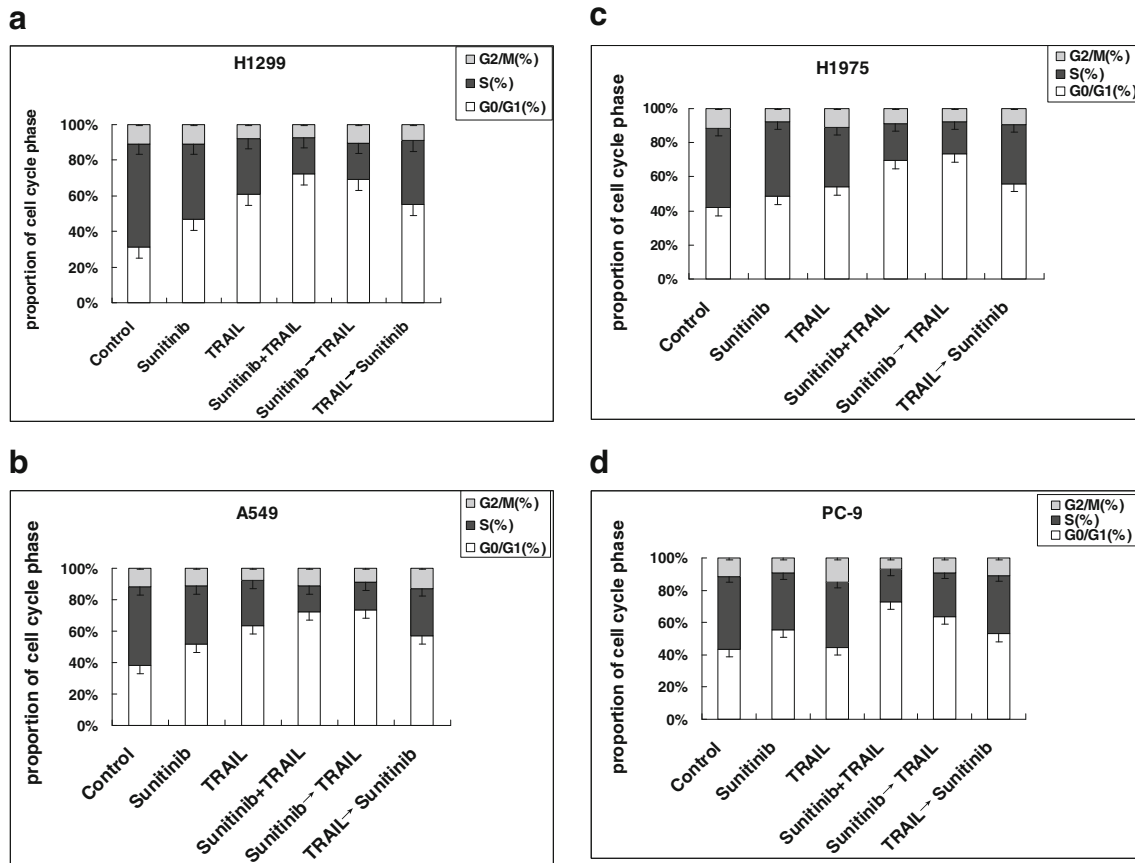 a
H1299
G2/M(%)
S(%)
G0/G1(%)
proportion of cell cycle phase
100%
80%
60%
40%
20%
0%
Control
Sunitinib
TRAIL
Sunitinib+TRAIL
Sunitinib→TRAIL
TRAIL→Sunitinib
c
H1975
G2/M(%)
S(%)
G0/G1(%)
proportion of cell cycle phase
100%
80%
60%
40%
20%
0%
Control
Sunitinib
TRAIL
Sunitinib+TRAIL
Sunitinib→ TRAIL
TRAIL→ Sunitinib
b
A549
G2/M(%)
S(%)
G0/G1(%)
proportion of cell cycle phase
100%
80%
60%
40%
20%
0%
Control
Sunitinib
TRAIL
Sunitinib+TRAIL
Sunitinib→ TRAIL
TRAIL→ Sunitinib
d
PC-9
G2/M(%)
S(%)
G0/G1(%)
proportion of cell cycle phase
100%
80%
60%
40%
20%
0%
Control
Sunitinib
TRAIL
Sunitinib+TRAIL
Sunitinib→ TRAIL
TRAIL→ Sunitinib